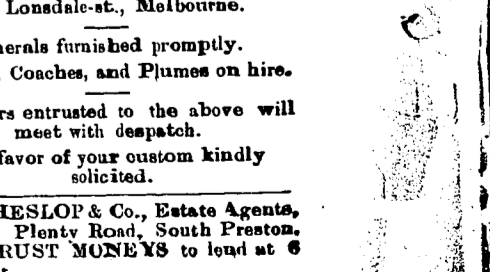 Lonsdale-st., Melbourne.
nerals furnished promptly.
Coaches, and Plumes on hire.
rs entrusted to the above will
meet with despatch.
favor of your custom kindly
solicited.
HESLOP & Co., Estate Agents,
Plenty Road, South Preston.
RUST MONEYS to lend at 6